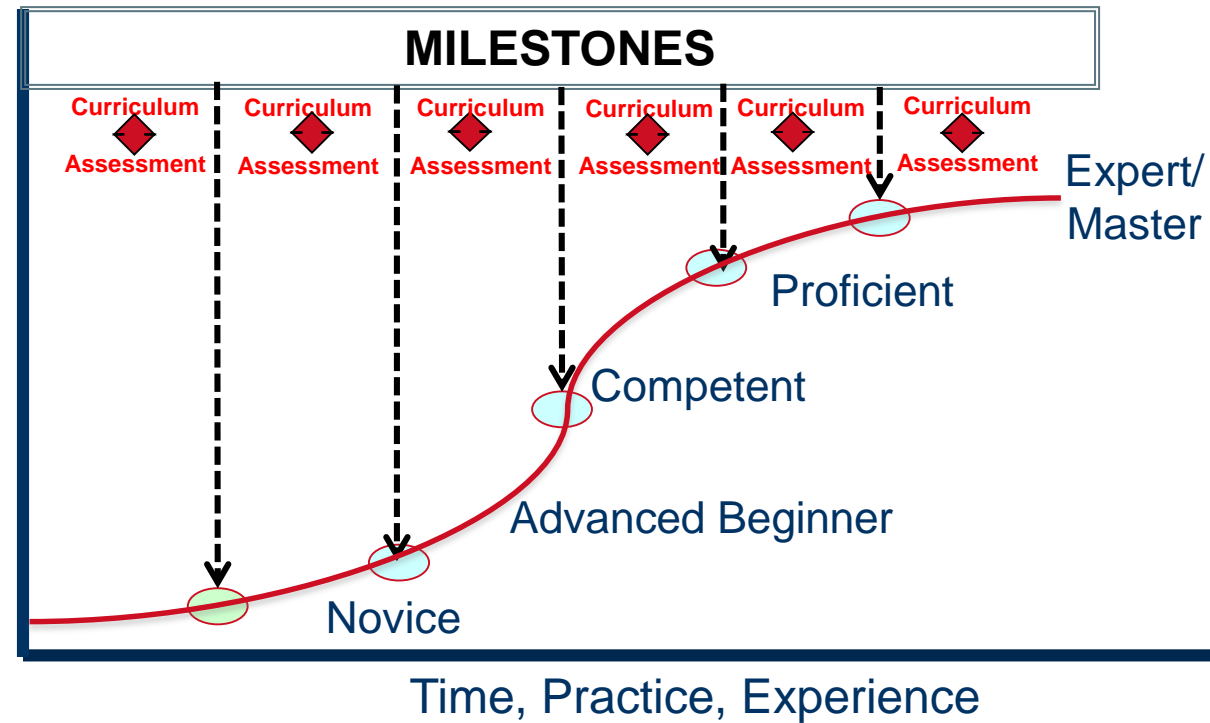 MILESTONES
Curriculum Curriculum Curriculum Curriculum Curriculum Curriculum
Assessment Assessment Assessment Assessment Assessment Assessment
Expert/
Master
Proficient
Competent
Advanced Beginner
Novice
Time, Practice, Experience